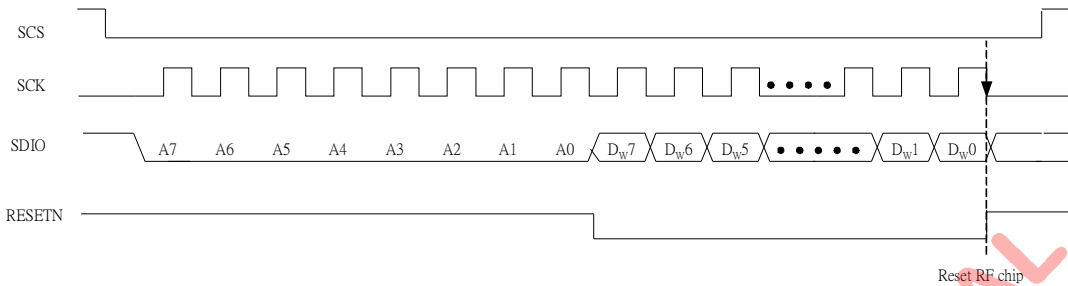 SCS
SCK
SDIO A7 A6 A5 A4 A3 A2 A1 A0 DW7 DW6 DW5 DW1 DW0
RESETN
Reset RF chip